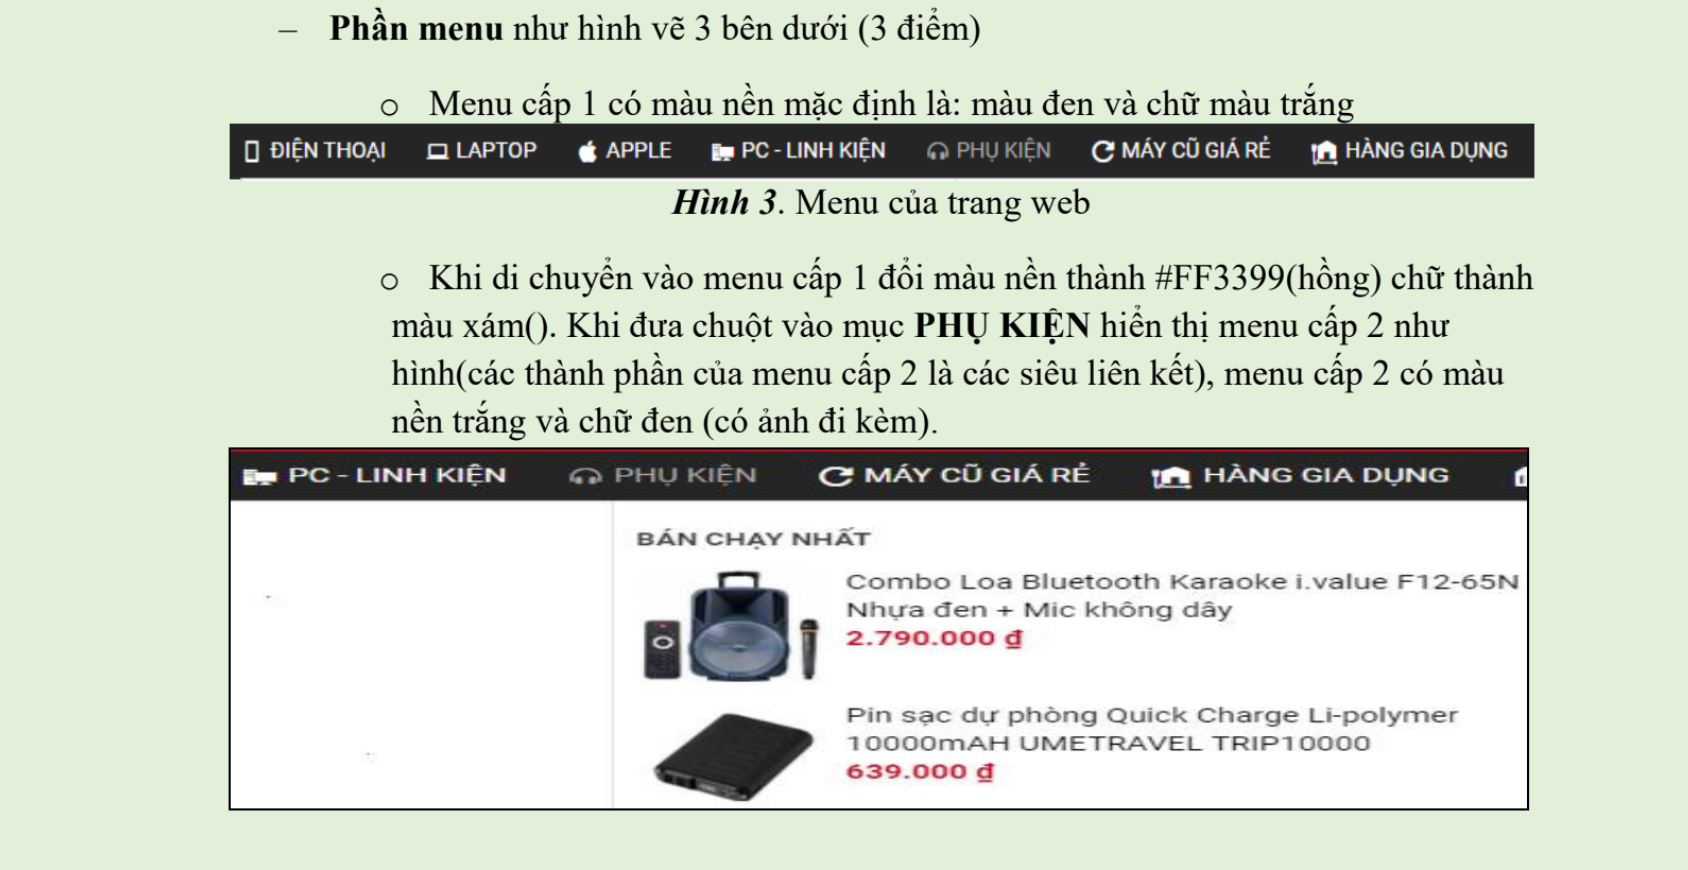 – Phần menu như hình vẽ 3 bên dưới (3 điểm)
o Menu cấp 1 có màu nền mặc định là: màu đen và chữ màu trắng
ĐIỆN THOẠI LAPTOP APPLE PC - LINH KIỆN PHỤ KIỆN MÁY CŨ GIÁ RẺ HÀNG GIA DỤNG
Hình 3. Menu của trang web
o Khi di chuyển vào menu cấp 1 đổi màu nền thành #FF3399(hồng) chữ thành
màu xám(). Khi đưa chuột vào mục PHỤ KIỆN hiển thị menu cấp 2 như
hình(các thành phần của menu cấp 2 là các siêu liên kết), menu cấp 2 có màu
nền trắng và chữ đen (có ảnh đi kèm).
PC - LINH KIỆN PHỤ KIỆN MÁY CŨ GIÁ RẺ HÀNG GIA DỤNG
BÁN CHẠY NHẤT
Combo Loa Bluetooth Karaoke i.value F12-65N
Nhựa đen + Mic không dây
2.790.000 ₫
Pin sạc dự phòng Quick Charge Li-polymer
10000mAH UMETRAVEL TRIP10000
639.000 ₫